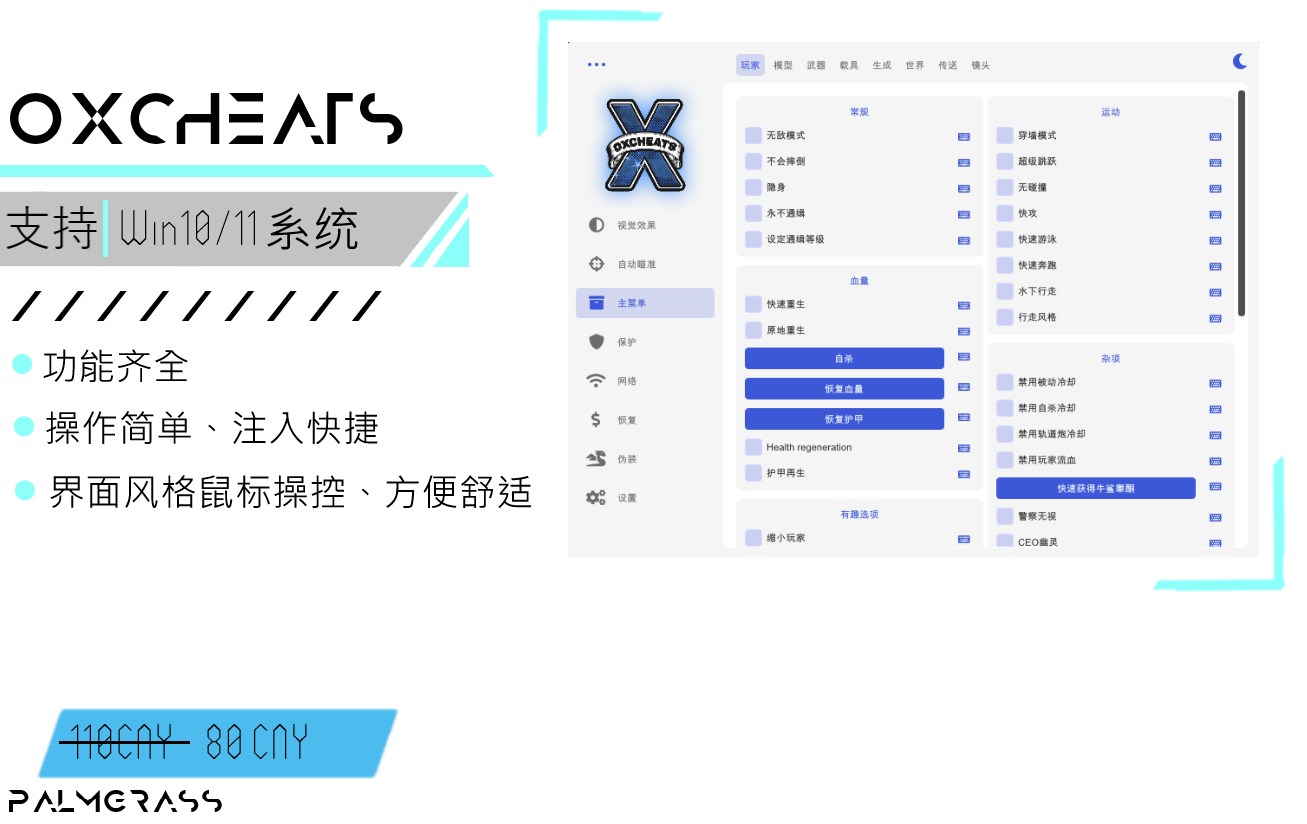 OXCHEATS
支持 Win10/11系统
功能齐全
操作简单、注入快捷
界面风格鼠标操控、方便舒适
110CNY 80CNY
PALMGRASS
玩家 模型 武器 载具 生成 世界 传送 镜头
OXCHEATS
视觉效果
自动瞄准
主菜单
保护
网络
恢复
伪装
设置
常规
无敌模式
不会摔倒
隐身
永不通缉
设定通缉等级
血量
快速重生
原地重生
自杀
恢复血量
恢复护甲
Health regeneration
护甲再生
有趣选项
缩小玩家
运动
穿墙模式
超级跳跃
无碰撞
快攻
快速游泳
快速奔跑
水下行走
行走风格
杂项
禁用被动冷却
禁用自杀冷却
禁用轨道炮冷却
禁用玩家流血
快速获得牛鲨睾酮
警察无视
CEO幽灵